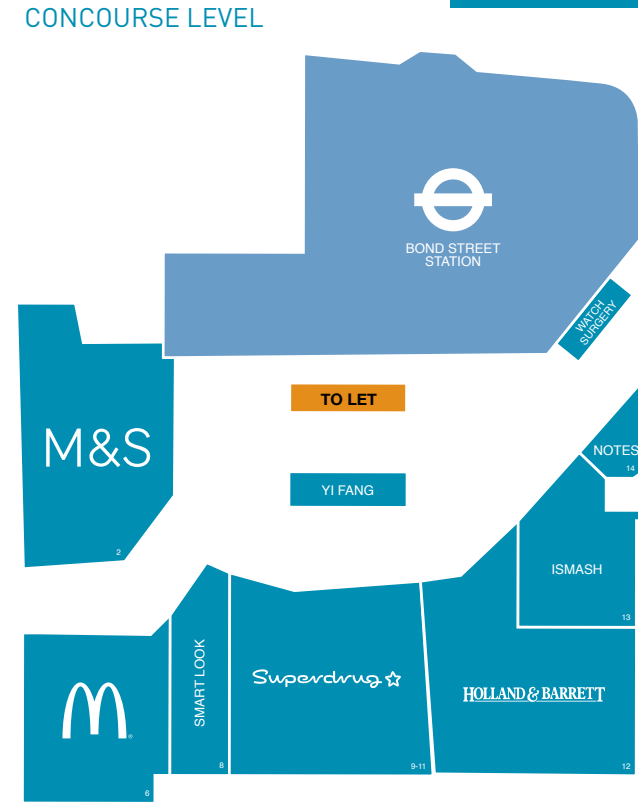 CONCOURSE LEVEL
BOND STREET
STATION
WATCH
SURGERY
TO LET
M&S
2
YI FANG
NOTES
14
ISMASH
13
SMART LOOK
8
Superdrug
9-11
HOLLAND & BARRETT
12
M
6